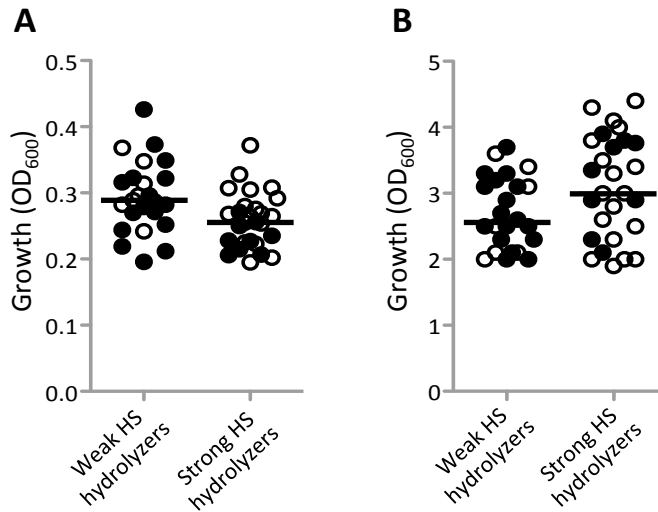 A
Growth (OD600)
0.5
0.4
0.3
0.2
0.1
0.0
Weak HS
hydrolyzers
Strong HS
hydrolyzers
B
Growth (OD600)
5
4
3
2
1
0
Weak HS
hydrolyzers
Strong HS
hydrolyzers